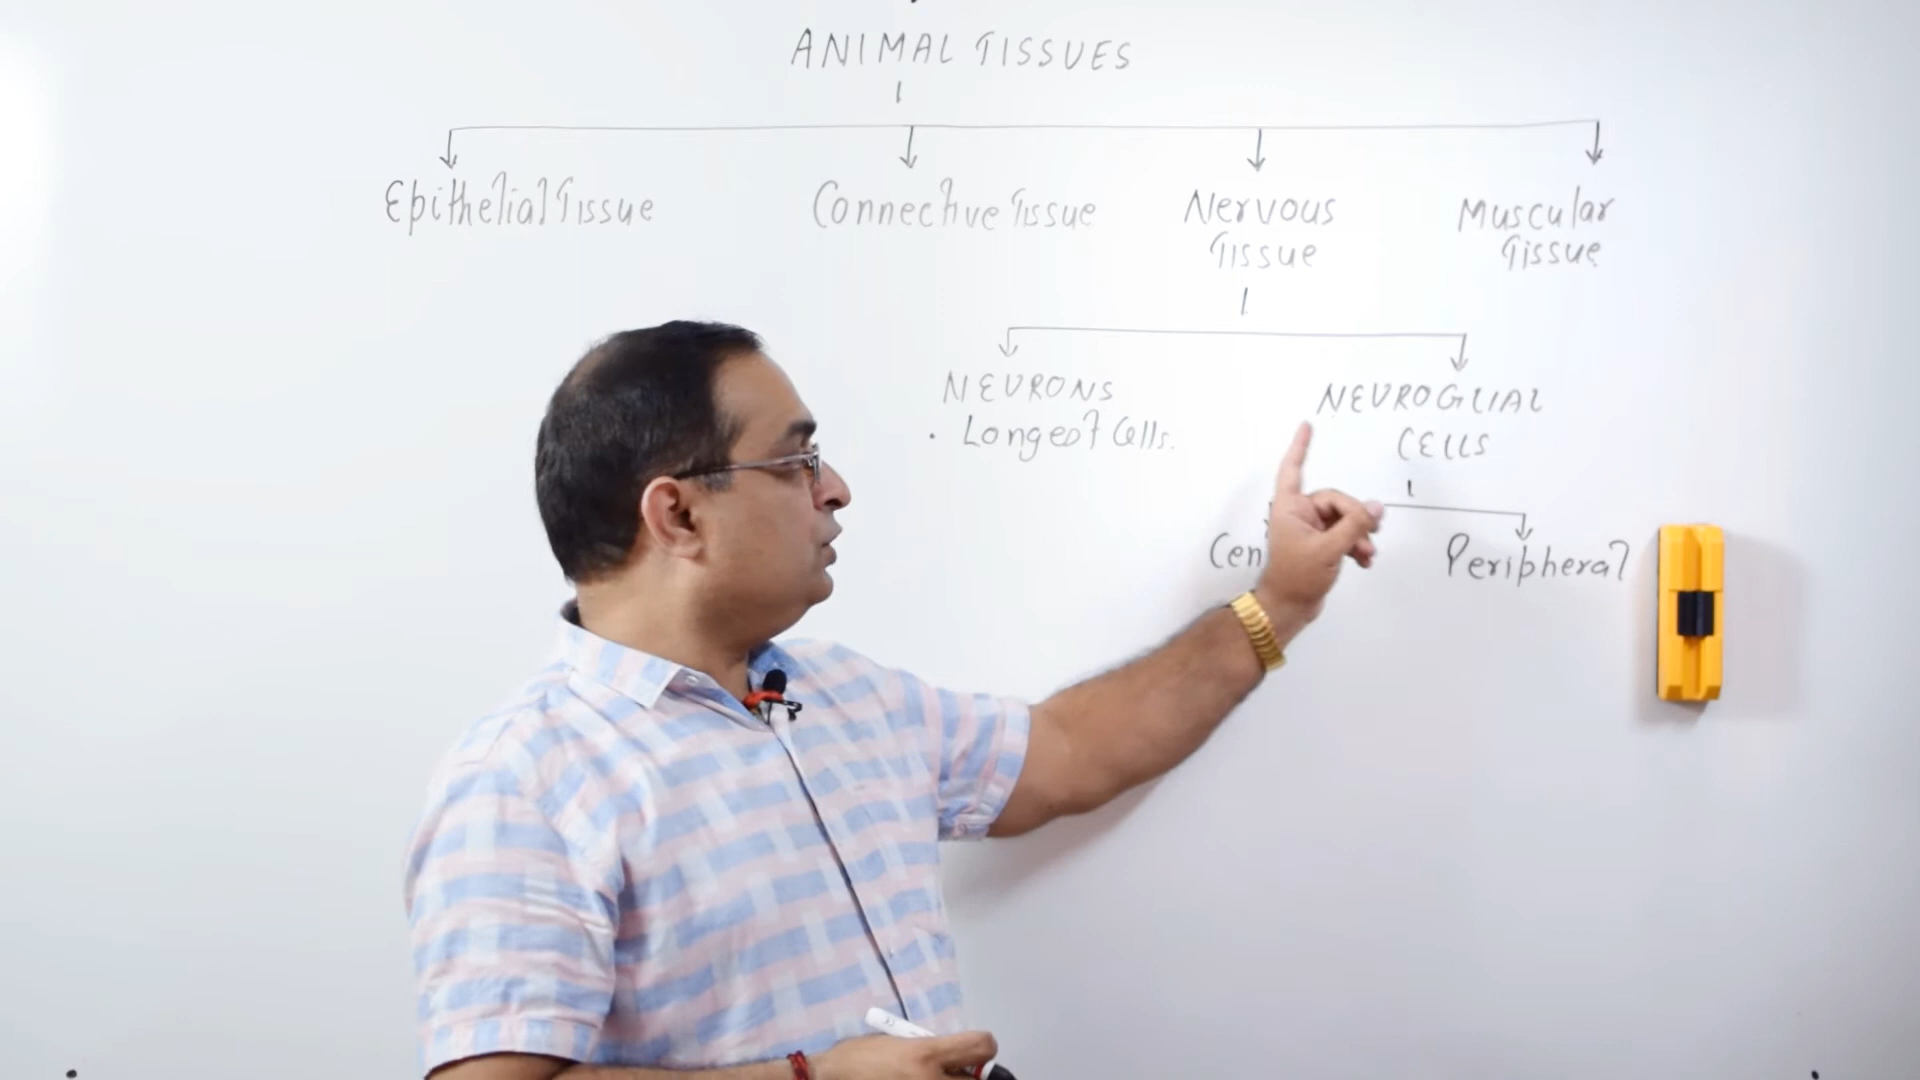 ANIMAL TISSUES
Epithelial Tissue
Connective Tissue
Nervous
Tissue
Muscular
Tissue
NEURONS
. Longest Cells.
NEUROGLIAL
CELLS
Cen
Peripheral